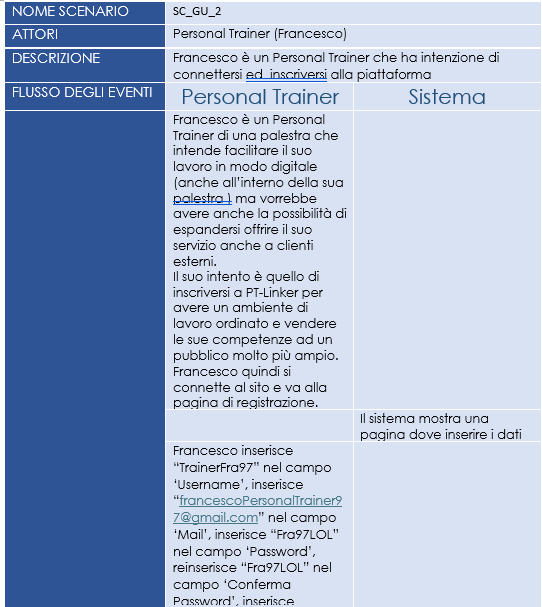 NOME SCENARIO SC_GU_2
ATTORI Personal Trainer (Francesco)
DESCRIZIONE Francesco è un Personal Trainer che ha intenzione di
connettersi ed inscriversi alla piattaforma
FLUSSO DEGLI EVENTI Personal Trainer Sistema
Francesco è un Personal
Trainer di una palestra che
intende facilitare il suo
lavoro in modo digitale
(anche all’interno della sua
palestra ) ma vorrebbe
avere anche la possibilità di
espandersi offrire il suo
servizio anche a clienti
esterni.
Il suo intento è quello di
inscriversi a PT-Linker per
avere un ambiente di
lavoro ordinato e vendere
le sue competenze ad un
pubblico molto più ampio.
Francesco quindi si
connette al sito e va alla
pagina di registrazione.
Il sistema mostra una
pagina dove inserire i dati
Francesco inserisce
“TrainerFra97” nel campo
‘Username’, inserisce
“francescoPersonalTrainer9
7@gmail.com” nel campo
‘Mail’, inserisce “Fra97LOL”
nel campo ‘Password’,
reinserisce “Fra97LOL” nel
campo ‘Conferma
Password’, inserisce